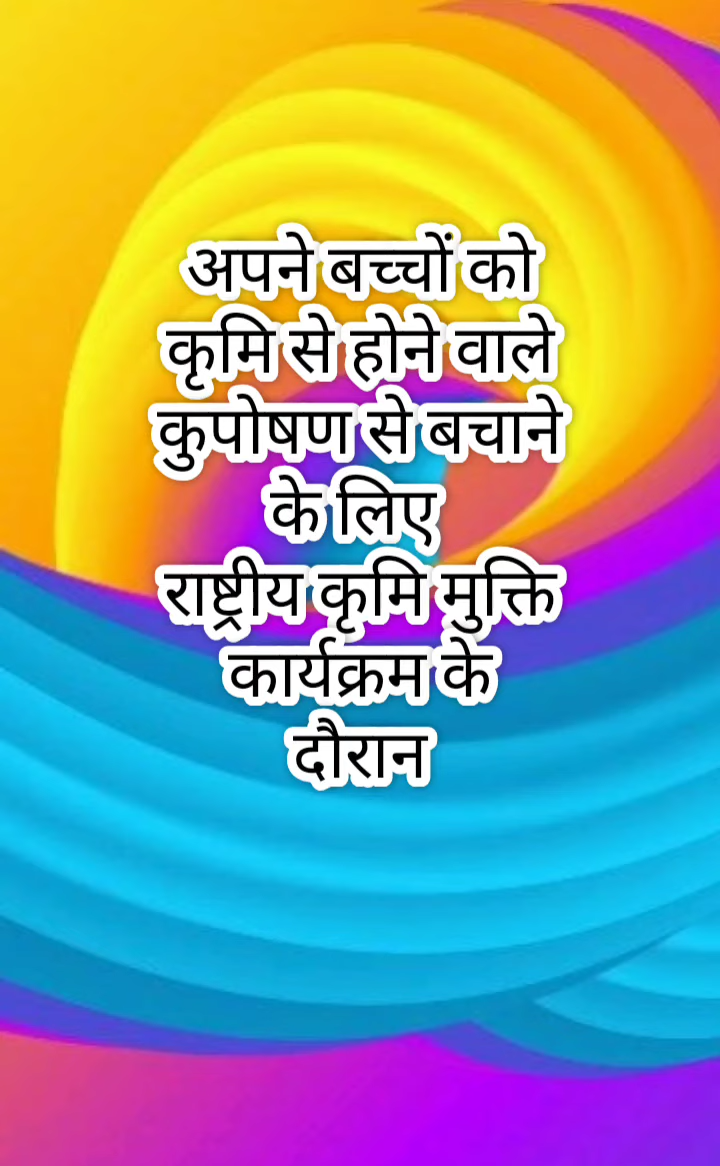 अपने बच्चों को
कृमि से होने वाले
कुपोषण से बचाने
के लिए
राष्ट्रीय कृमि मुक्ति
कार्यक्रम के
दौरान